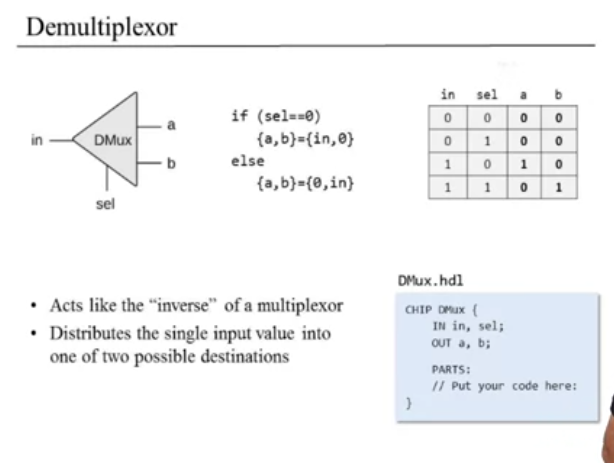 Demultiplexor
in
DMux
a
b
sel
if (sel==0)
{a,b}={in,0}
else
{a,b}={0,in}
in sel a b
0 0 0 0
0 1 0 0
1 0 1 0
1 1 0 1
• Acts like the “inverse” of a multiplexor
• Distributes the single input value into
one of two possible destinations
DMux.hdl
CHIP DMux {
IN in, sel;
OUT a, b;
PARTS:
// Put your code here:
}